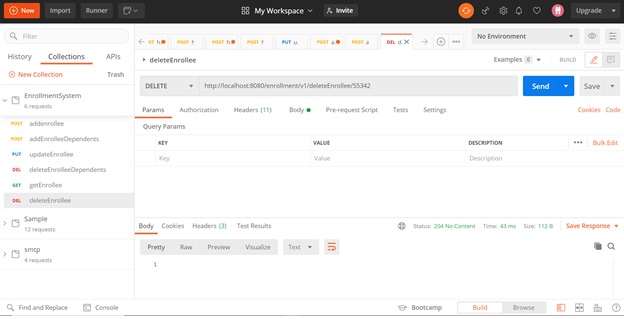 New Import Runner My Workspace Invite Upgrade
Filter
GET h. POST f POST h. POST f PUT u. POST a. POST a DEL d. No Environment
History Collections APIs
New Collection Trash
deleteEnrollee Examples 0 BUILD
EnrollmentSystem
6 requests
DELETE http://localhost:8080/enrollment/v1/deleteEnrollee/55342 Send Save
Params Authorization Headers (11) Body Pre-request Script Tests Settings Cookies Code
POST addenrollee
POST addEnrolleeDependents
PUT updateEnrollee
DEL deleteEnrolleeDependents
GET getEnrollee
DEL deleteEnrollee
Query Params
KEY VALUE DESCRIPTION Bulk Edit
Key Value Description
Sample
12 requests
smtp
4 requests
Body Cookies Headers (3) Test Results Status: 204 No Content Time: 43 ms Size: 112 B Save Response
Pretty Raw Preview Visualize Text
1
Find and Replace Console Bootcamp Build Browse